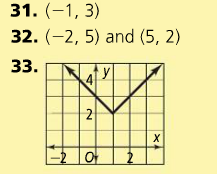 31. (−1, 3)
32. (−2, 5) and (5, 2)
33.
4 y
2
x
−2 O 2